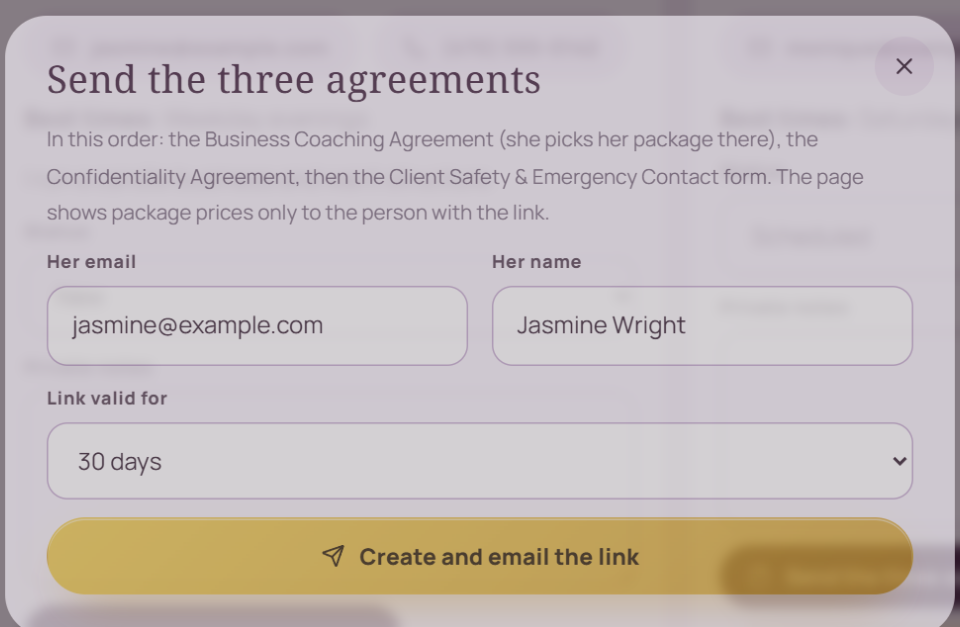 Send the three agreements
In this order: the Business Coaching Agreement (she picks her package there), the
Confidentiality Agreement, then the Client Safety & Emergency Contact form. The page
shows package prices only to the person with the link.
Her email
Her name
jasmine@example.com
Jasmine Wright
Link valid for
30 days
Create and email the link